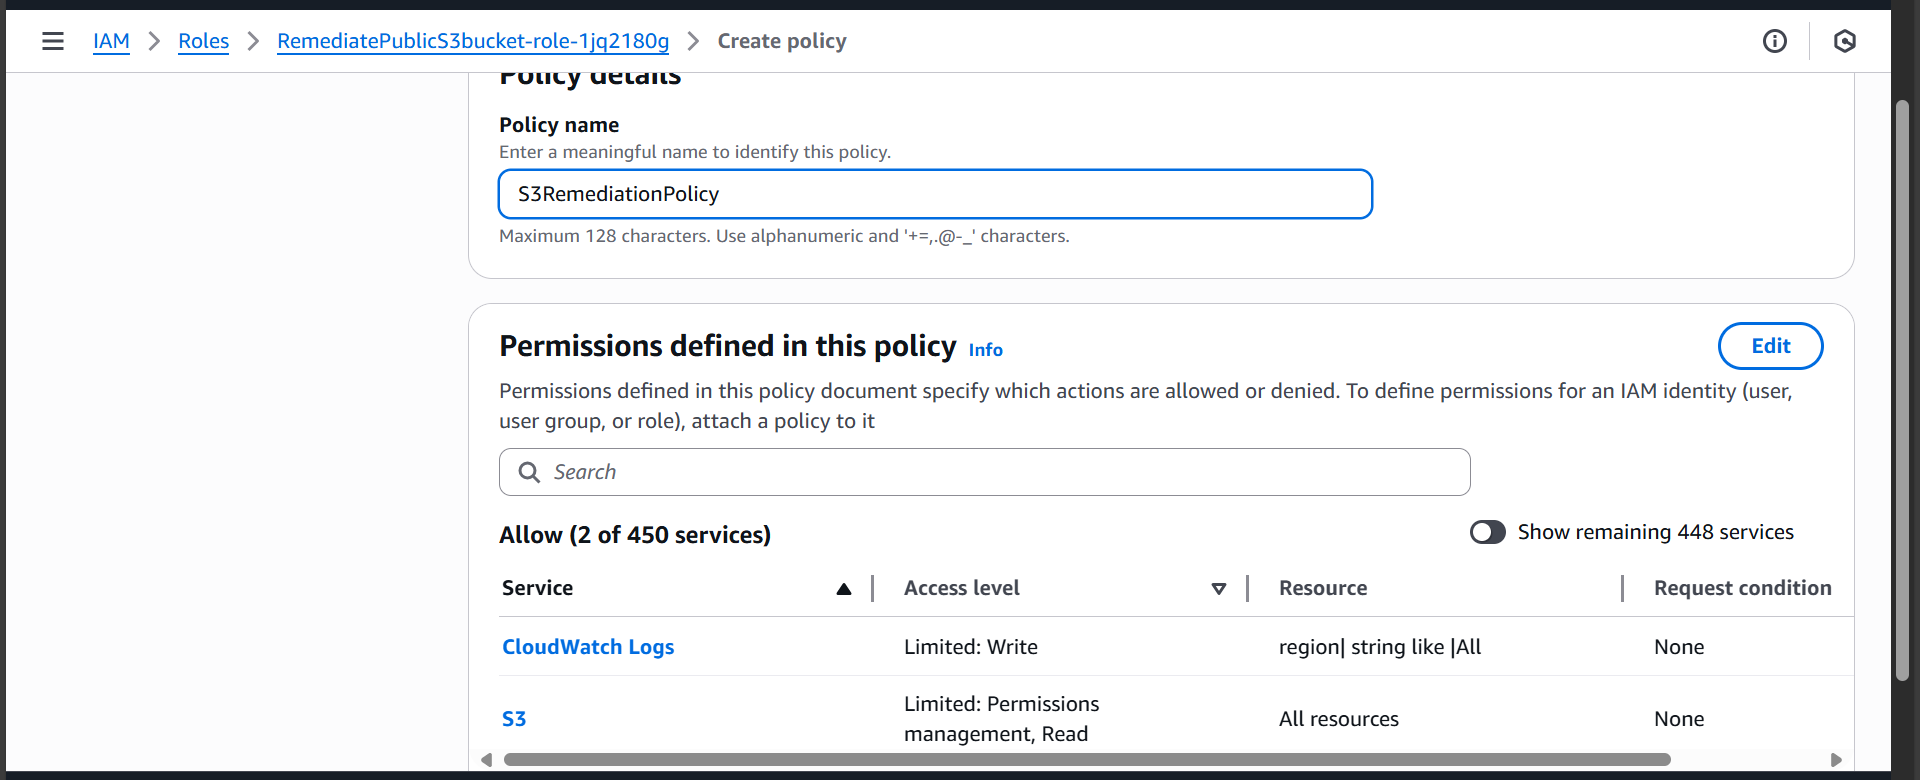 IAM > Roles > RemediatePublicS3bucket-role-1jq2180g > Create policy
Policy details
Policy name
Enter a meaningful name to identify this policy.
S3RemediationPolicy
Maximum 128 characters. Use alphanumeric and '+=,.@-_' characters.
Permissions defined in this policy Info
Edit
Permissions defined in this policy document specify which actions are allowed or denied. To define permissions for an IAM identity (user,
user group, or role), attach a policy to it
Search
Allow (2 of 450 services)
Show remaining 448 services
Service Access level Resource Request condition
CloudWatch Logs Limited: Write region| string like |All None
S3 Limited: Permissions management, Read All resources None